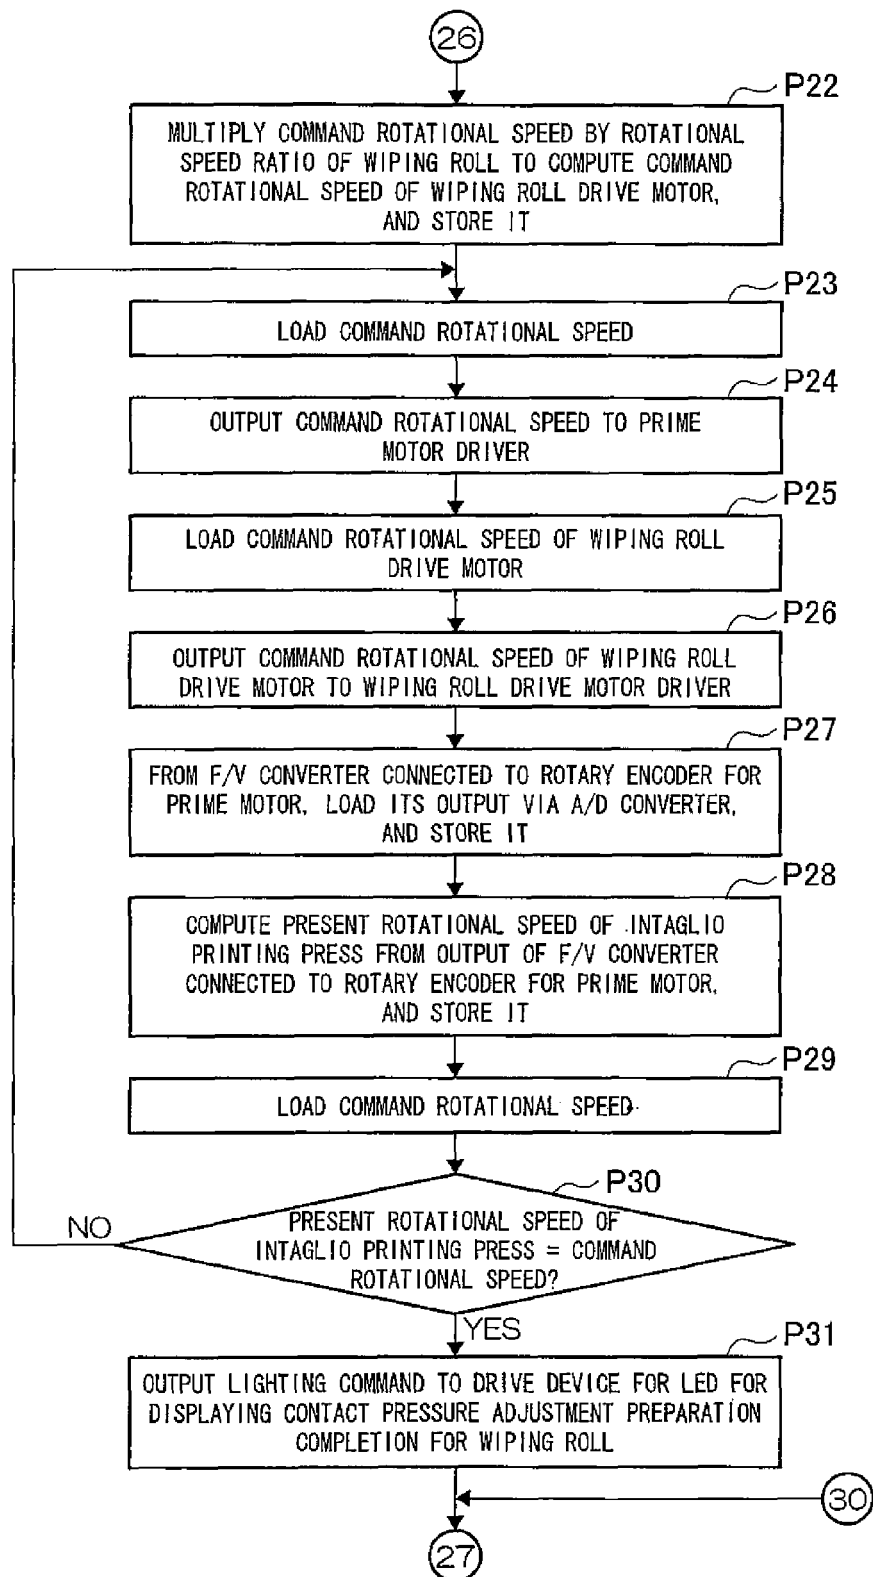 26
P22
MULTIPLY COMMAND ROTATIONAL SPEED BY ROTATIONAL
SPEED RATIO OF WIPING ROLL TO COMPUTE COMMAND
ROTATIONAL SPEED OF WIPING ROLL DRIVE MOTOR,
AND STORE IT
P23
LOAD COMMAND ROTATIONAL SPEED
P24
OUTPUT COMMAND ROTATIONAL SPEED TO PRIME
MOTOR DRIVER
P25
LOAD COMMAND ROTATIONAL SPEED OF WIPING ROLL
DRIVE MOTOR
P26
OUTPUT COMMAND ROTATIONAL SPEED OF WIPING ROLL
DRIVE MOTOR TO WIPING ROLL DRIVE MOTOR DRIVER
P27
FROM F/V CONVERTER CONNECTED TO ROTARY ENCODER FOR
PRIME MOTOR, LOAD ITS OUTPUT VIA A/D CONVERTER,
AND STORE IT
P28
COMPUTE PRESENT ROTATIONAL SPEED OF INTAGLIO
PRINTING PRESS FROM OUTPUT OF F/V CONVERTER
CONNECTED TO ROTARY ENCODER FOR PRIME MOTOR,
AND STORE IT
P29
LOAD COMMAND ROTATIONAL SPEED
P30
PRESENT ROTATIONAL SPEED OF
INTAGLIO PRINTING PRESS = COMMAND
ROTATIONAL SPEED?
NO
YES
P31
OUTPUT LIGHTING COMMAND TO DRIVE DEVICE FOR LED FOR
DISPLAYING CONTACT PRESSURE ADJUSTMENT PREPARATION
COMPLETION FOR WIPING ROLL
30
27